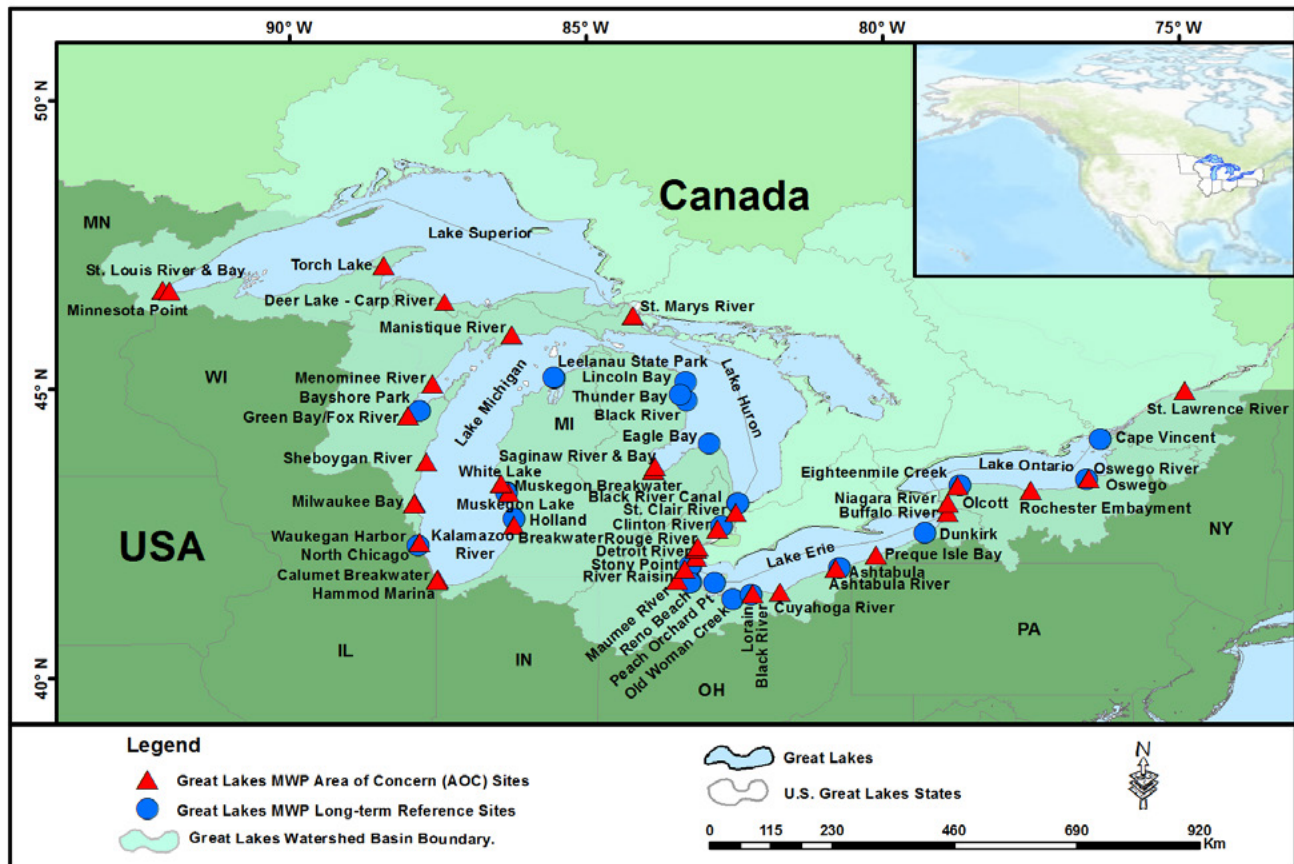 90° W
85° W
80° W
75° W
50° N
45° N
40° N
Canada
USA
MN
WI
MI
IL
IN
OH
PA
NY
Lake Superior
Lake Michigan
Lake Huron
Lake Erie
Lake Ontario
St. Louis River & Bay
Minnesota Point
Torch Lake
Deer Lake - Carp River
Manistique River
St. Marys River
Menominee River
Bayshore Park
Green Bay/Fox River
Sheboygan River
Milwaukee Bay
Waukegan Harbor
North Chicago
Calumet Breakwater
Hammod Marina
Leelanau State Park
Lincoln Bay
Thunder Bay
Black River
Eagle Bay
Saginaw River & Bay
White Lake
Muskegon Breakwater
Muskegon Lake
Holland
Breakwater
Kalamazoo
River
Black River Canal
St. Clair River
Clinton River
Rouge River
Detroit River
Stony Point
River Raisin
Maumee River
Reno Beach
Peach Orchard Pt
Old Woman Creek
Lorain
Black River
Cuyahoga River
Ashtabula
Ashtabula River
Preque Isle Bay
Dunkirk
Eighteenmile Creek
Niagara River
Buffalo River
Olcott
Rochester Embayment
Oswego River
Oswego
Cape Vincent
St. Lawrence River
Legend
Great Lakes MWP Area of Concern (AOC) Sites
Great Lakes MWP Long-term Reference Sites
Great Lakes Watershed Basin Boundary.
Great Lakes
U.S. Great Lakes States
N
0 115 230 460 690 920
Km